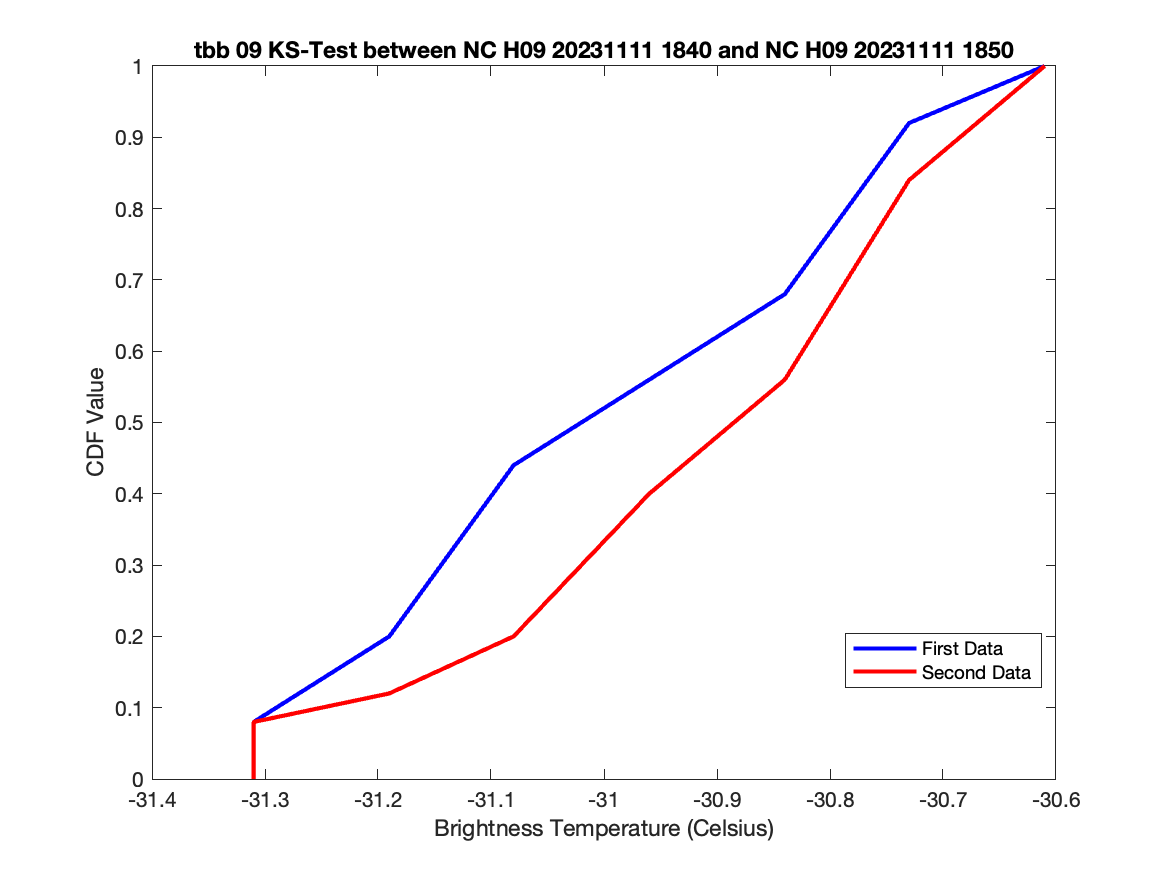 tbb 09 KS-Test between NC H09 20231111 1840 and NC H09 20231111 1850
1
0.9
0.8
0.7
0.6
0.5
0.4
0.3
0.2
0.1
0
CDF Value
First Data
Second Data
-31.4 -31.3 -31.2 -31.1 -31 -30.9 -30.8 -30.7 -30.6
Brightness Temperature (Celsius)